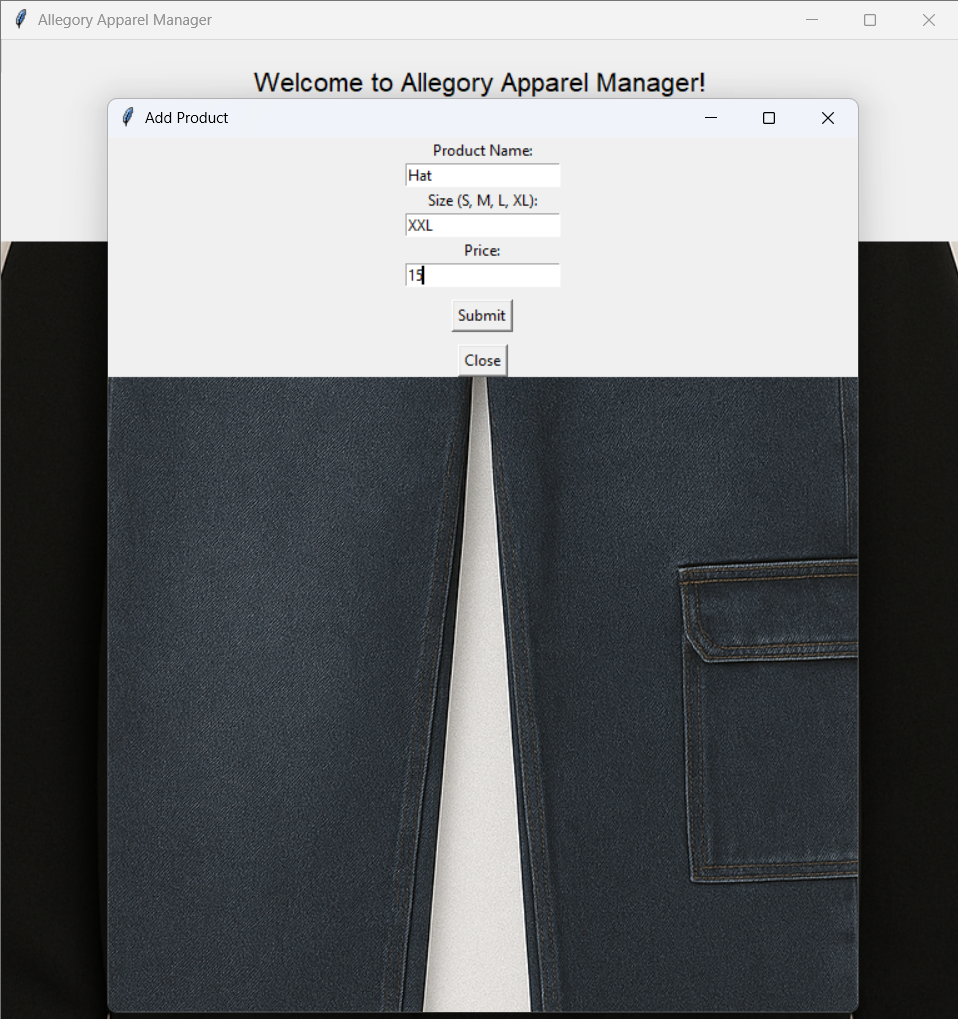 Allegory Apparel Manager
Welcome to Allegory Apparel Manager!
Add Product
Product Name:
Hat
Size (S, M, L, XL):
XXL
Price:
15
Submit
Close